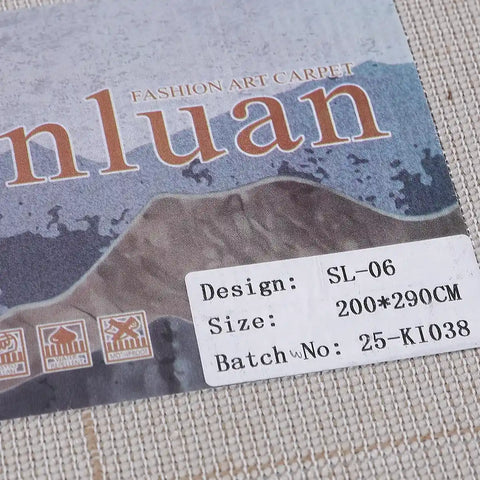 FASHION ART CARPET
nluan
Design: SL-06
Size: 200*290CM
Batch No: 25-KI038